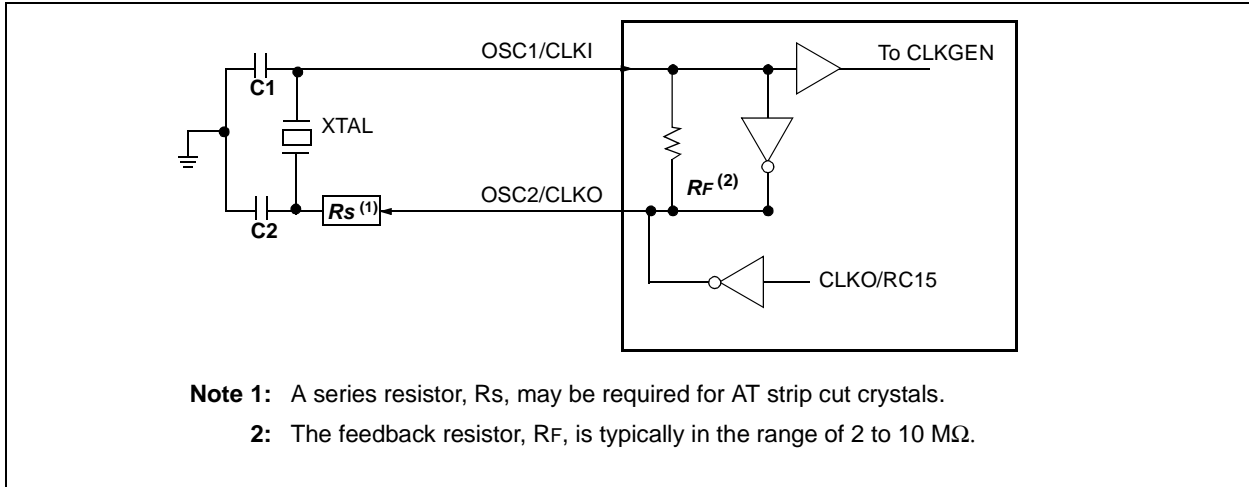 OSC1/CLKI
To CLKGEN
C1
XTAL
RF (2)
OSC2/CLKO
Rs (1)
C2
CLKO/RC15
Note 1: A series resistor, Rs, may be required for AT strip cut crystals.
2: The feedback resistor, RF, is typically in the range of 2 to 10 MΩ.